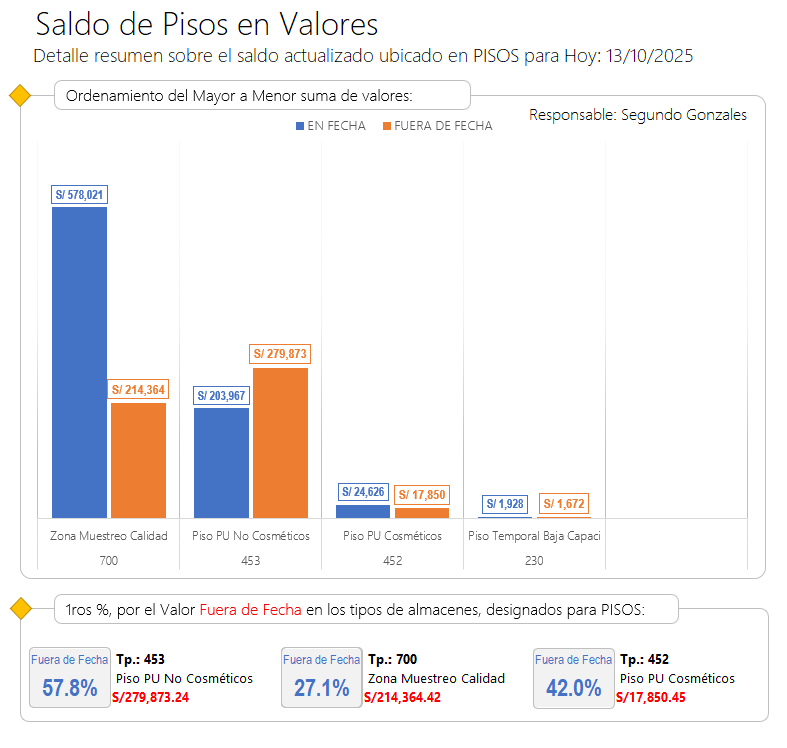 Saldo de Pisos en Valores
Detalle resumen sobre el saldo actualizado ubicado en PISOS para Hoy: 13/10/2025
Ordenamiento del Mayor a Menor suma de valores:
Responsable: Segundo Gonzales
EN FECHA FUERA DE FECHA
S/ 578,021
S/ 214,364
S/ 203,967
S/ 279,873
S/ 24,626
S/ 17,850
S/ 1,928
S/ 1,672
Zona Muestreo Calidad Piso PU No Cosméticos Piso PU Cosméticos Piso Temporal Baja Capaci
700 453 452 230
1ros %, por el Valor Fuera de Fecha en los tipos de almacenes, designados para PISOS:
Fuera de Fecha
57.8%
Tp.: 453
Piso PU No Cosméticos
S/279,873.24
Fuera de Fecha
27.1%
Tp.: 700
Zona Muestreo Calidad
S/214,364.42
Fuera de Fecha
42.0%
Tp.: 452
Piso PU Cosméticos
S/17,850.45